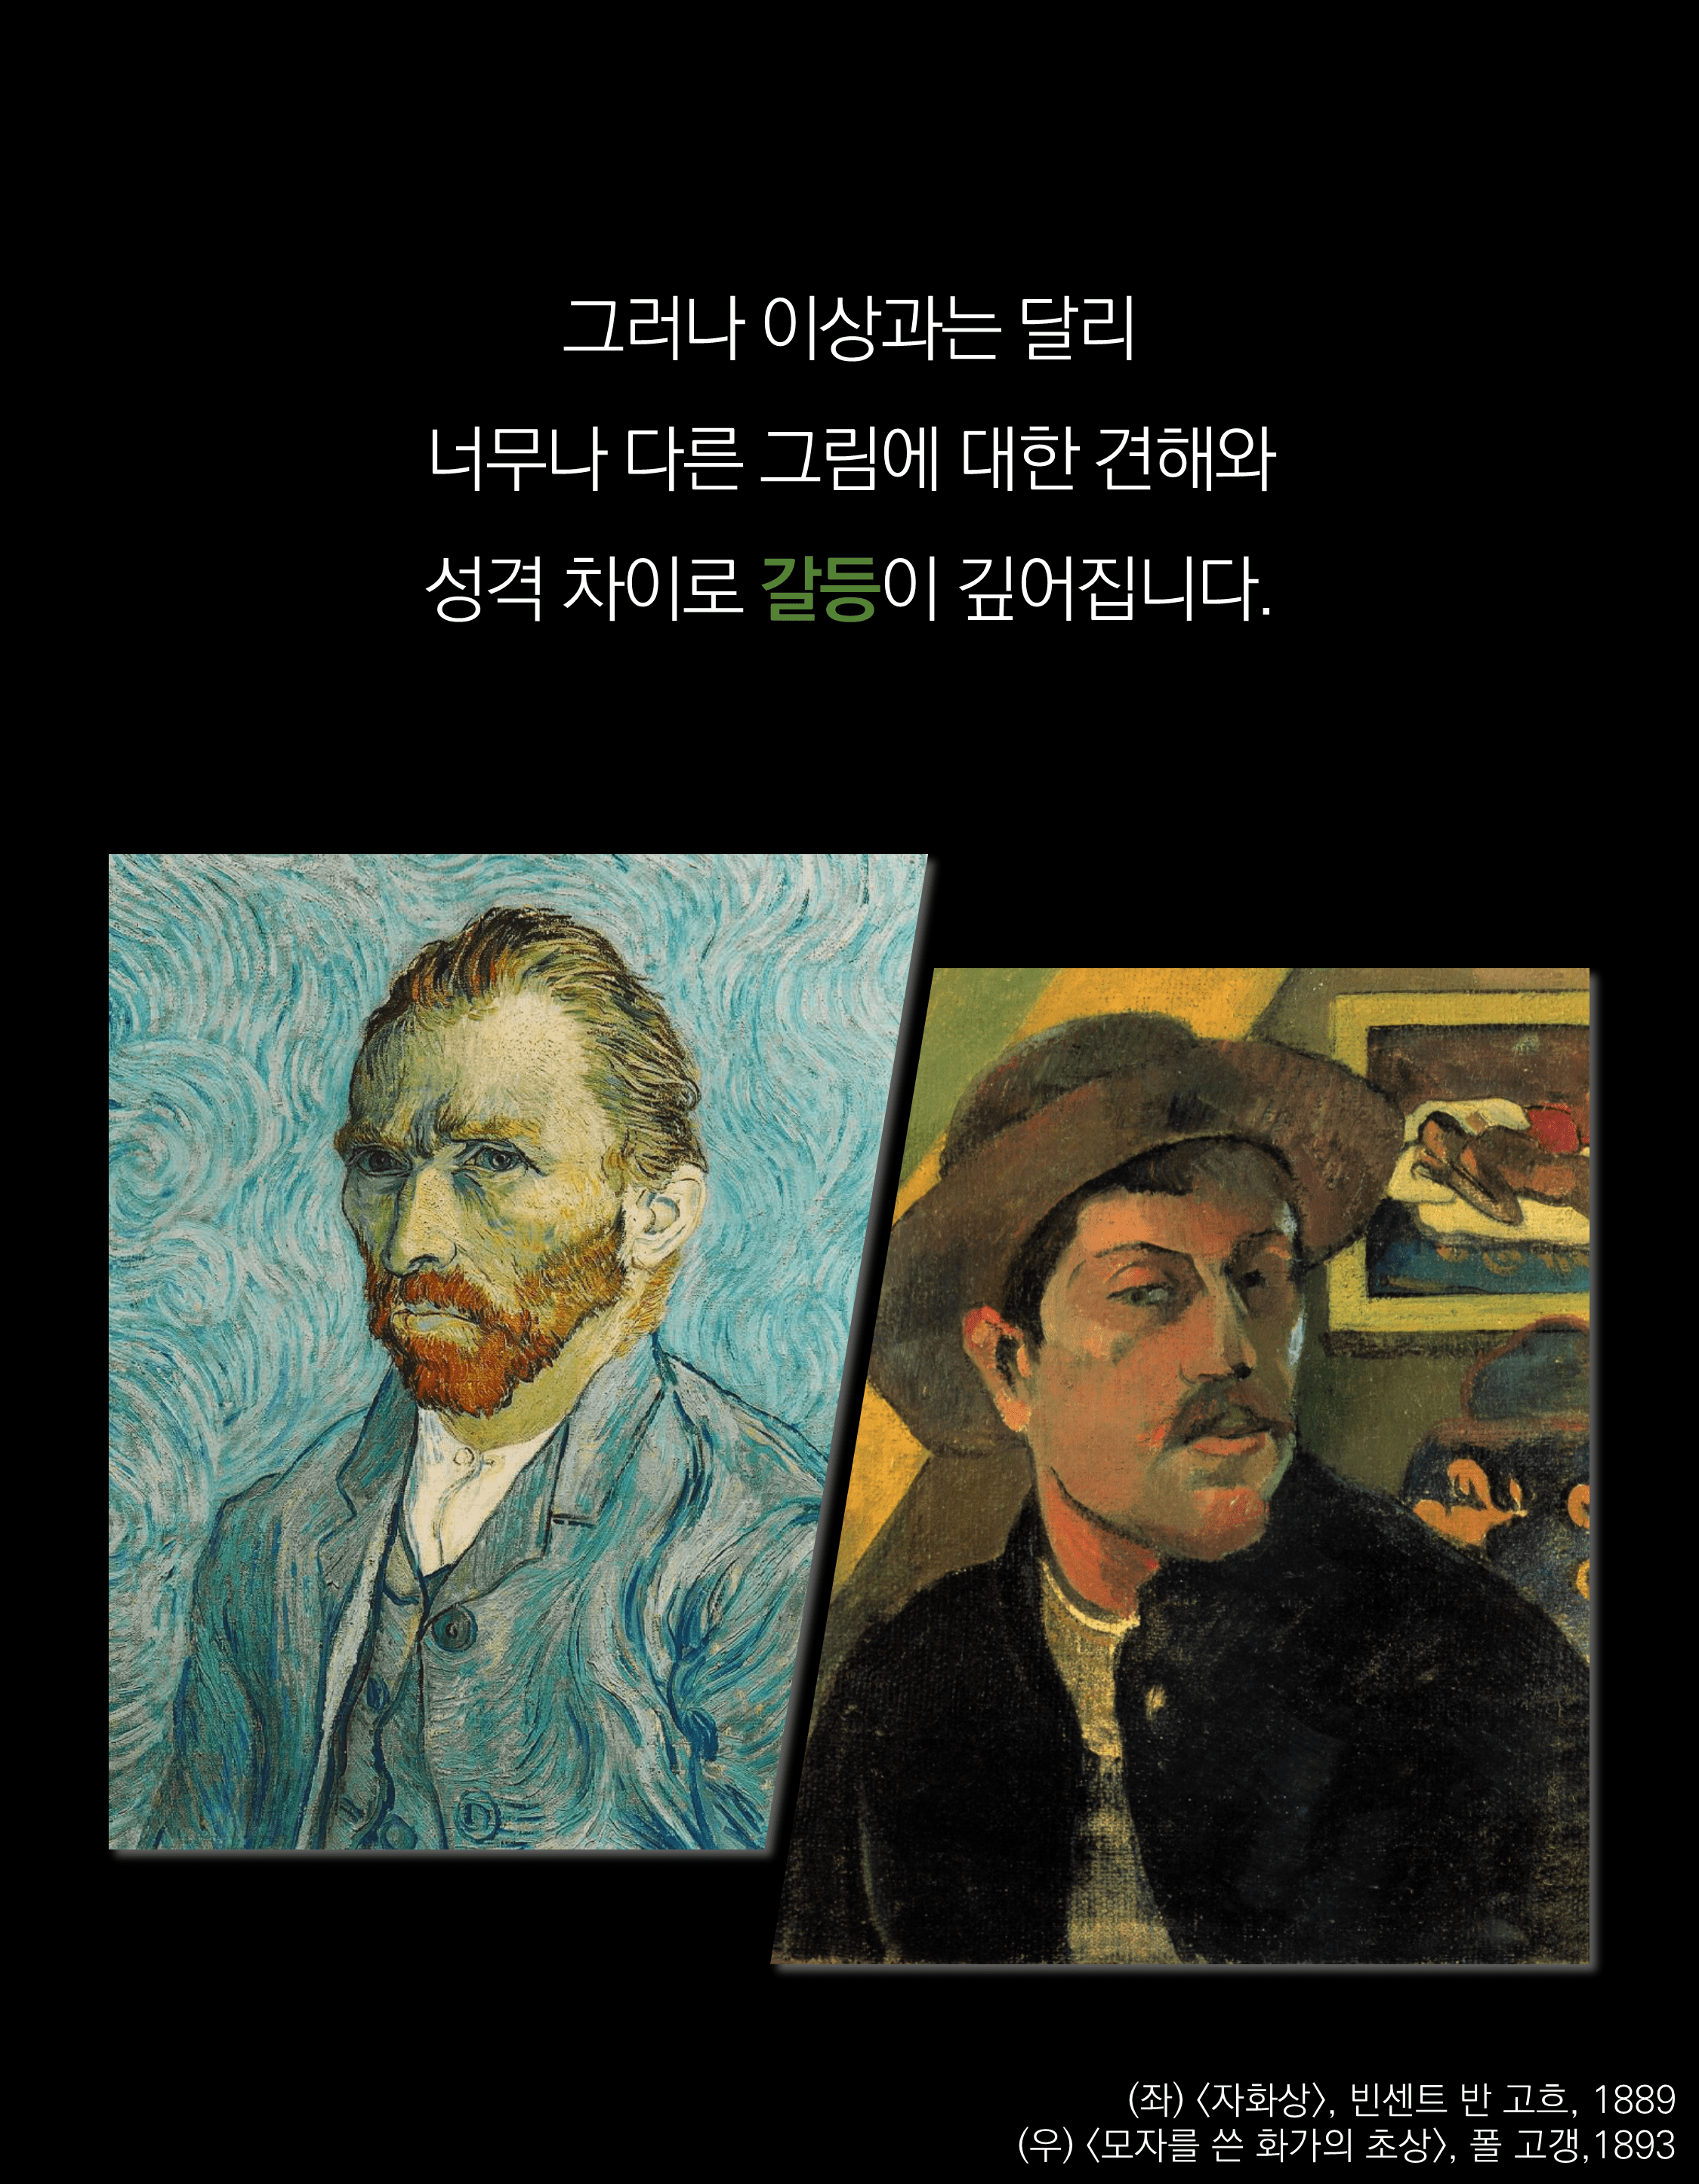 그러나 이상과는 달리
너무나 다른 그림에 대한 견해와
성격 차이로 갈등이 깊어집니다.
(좌) <자화상>, 빈센트 반 고흐, 1889
(우) <모자를 쓴 화가의 초상>, 폴 고갱,1893